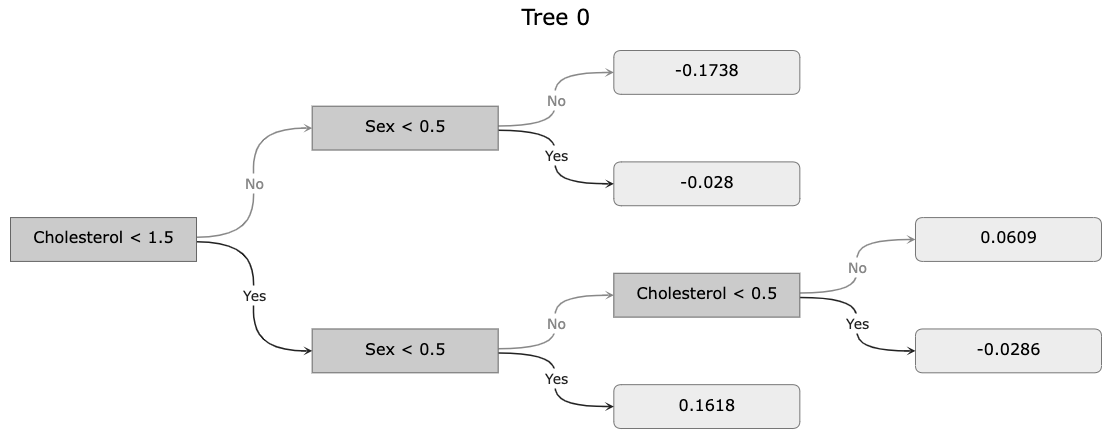 Tree 0
-0.1738
No
Sex < 0.5
Yes
No
-0.028
Cholesterol < 1.5
0.0609
No
Yes
Cholesterol < 0.5
No
Yes
Sex < 0.5
-0.0286
Yes
0.1618